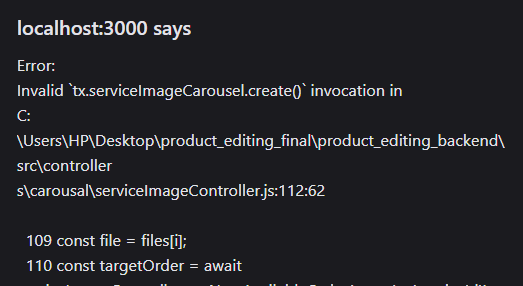 localhost:3000 says
Error:
Invalid `tx.serviceImageCarousel.create()` invocation in
C:
\Users\HP\Desktop\product_editing_final\product_editing_backend\
src\controller
s\carousal\serviceImageController.js:112:62
109 const file = files[i];
110 const targetOrder = await